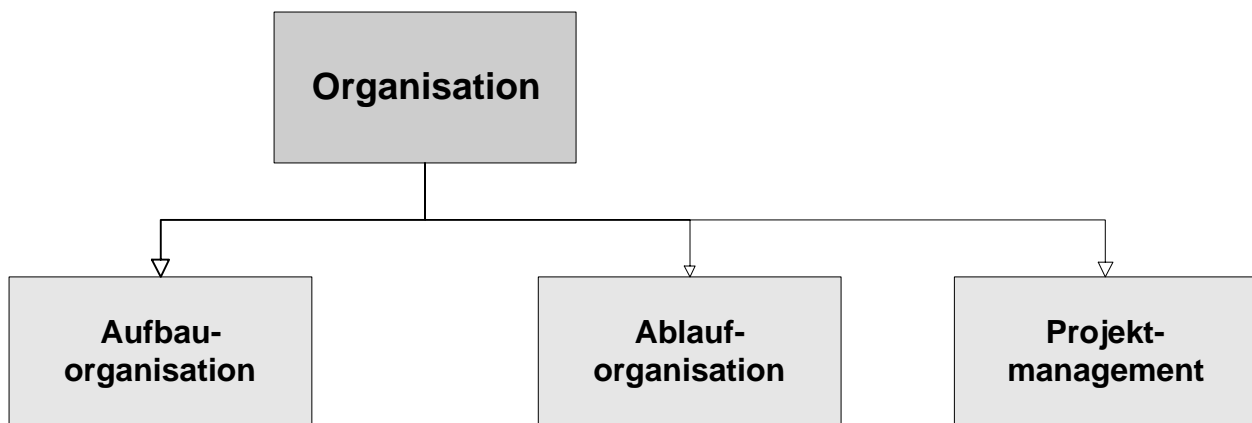 Organisation
Aufbau-
organisation
Ablauf-
organisation
Projekt-
management